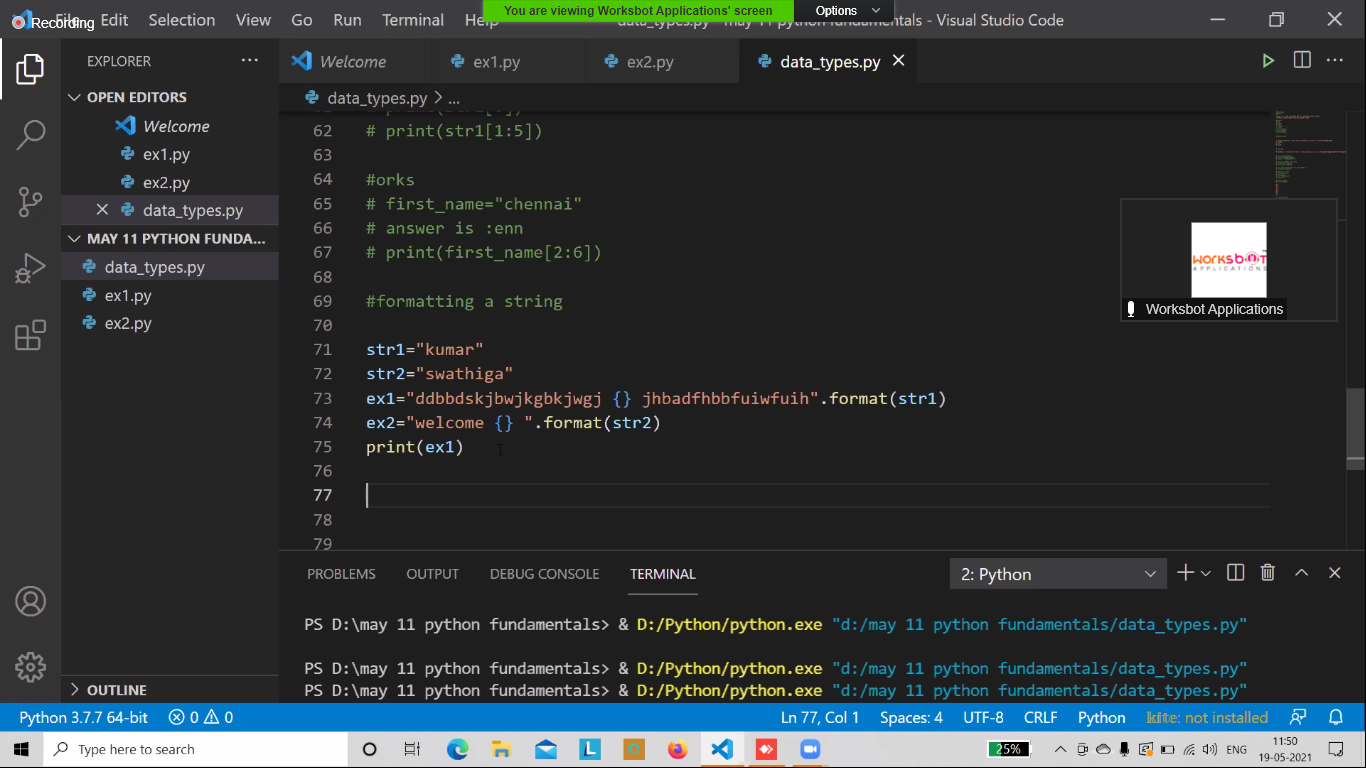 Recording
You are viewing Worksbot Applications' screen
Options
Edit Selection View Go Run Terminal Help
fundamentals - Visual Studio Code
EXPLORER
Welcome
ex1.py
ex2.py
data_types.py
OPEN EDITORS
Welcome
ex1.py
ex2.py
data_types.py
MAY 11 PYTHON FUNDA...
data_types.py
ex1.py
ex2.py
OUTLINE
data_types.py > ...
62 # print(str1[1:5])
63
64 #orks
65 # first_name="chennai"
66 # answer is :enn
67 # print(first_name[2:6])
68
69 #formatting a string
70
71 str1="kumar"
72 str2="swathiga"
73 ex1="ddbbdskjbwjkgbkjwgj {} jhbadfhbbfuiwfuih".format(str1)
74 ex2="welcome {} ".format(str2)
75 print(ex1)
76
77
78
79
WORKSBOT
APPLICATIONS
Worksbot Applications
PROBLEMS OUTPUT DEBUG CONSOLE TERMINAL
2: Python
PS D:\may 11 python fundamentals> & D:/Python/python.exe "d:/may 11 python fundamentals/data_types.py"
PS D:\may 11 python fundamentals> & D:/Python/python.exe "d:/may 11 python fundamentals/data_types.py"
PS D:\may 11 python fundamentals> & D:/Python/python.exe "d:/may 11 python fundamentals/data_types.py"
Python 3.7.7 64-bit 0 0
Ln 77, Col 1 Spaces: 4 UTF-8 CRLF Python kite: not installed
Type here to search
25%
ENG
11:50
19-05-2021